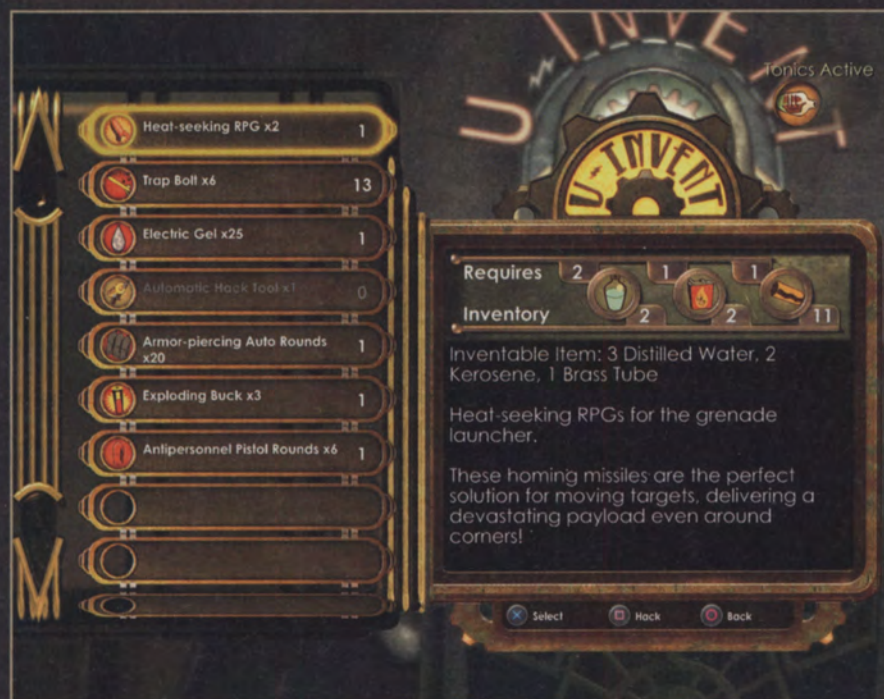 U-INVENT
Tonics Active
U-INVENT
Heat-seeking RPG x2 1
Trap Bolt x6 13
Electric Gel x25 1
Automatic Hack Tool x1 0
Armor-piercing Auto Rounds
x20 1
Exploding Buck x3 1
Antipersonnel Pistol Rounds x6 1
Requires 2 1 1
Inventory 2 2 11
Inventable Item: 3 Distilled Water, 2
Kerosene, 1 Brass Tube
Heat-seeking RPGs for the grenade
launcher.
These homing missiles are the perfect
solution for moving targets, delivering a
devastating payload even around
corners!
Select Hack Back